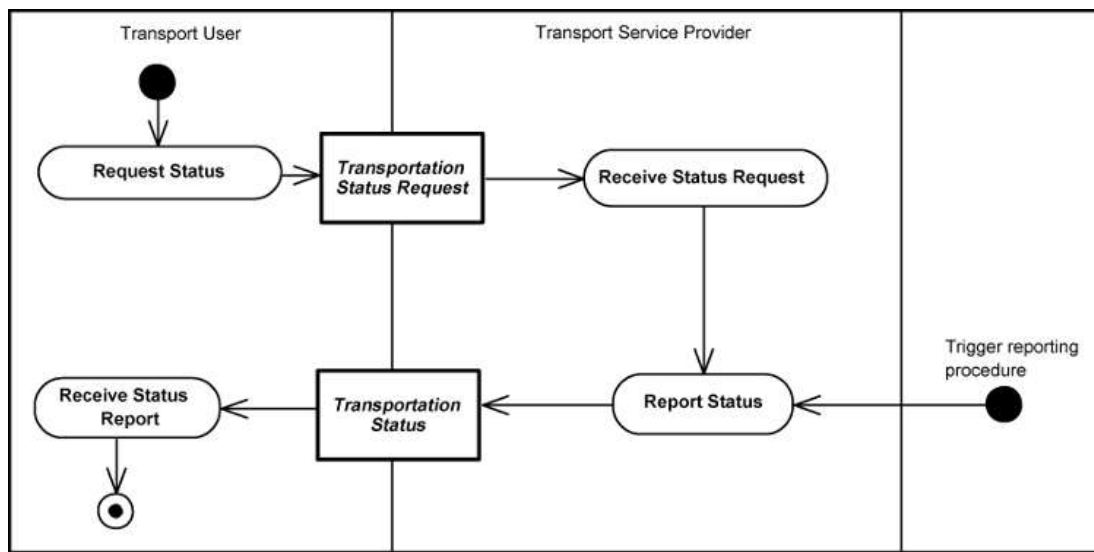 Transport User
Transport Service Provider
Request Status
Transportation
Status Request
Receive Status Request
Trigger reporting
procedure
Receive Status
Report
Transportation
Status
Report Status